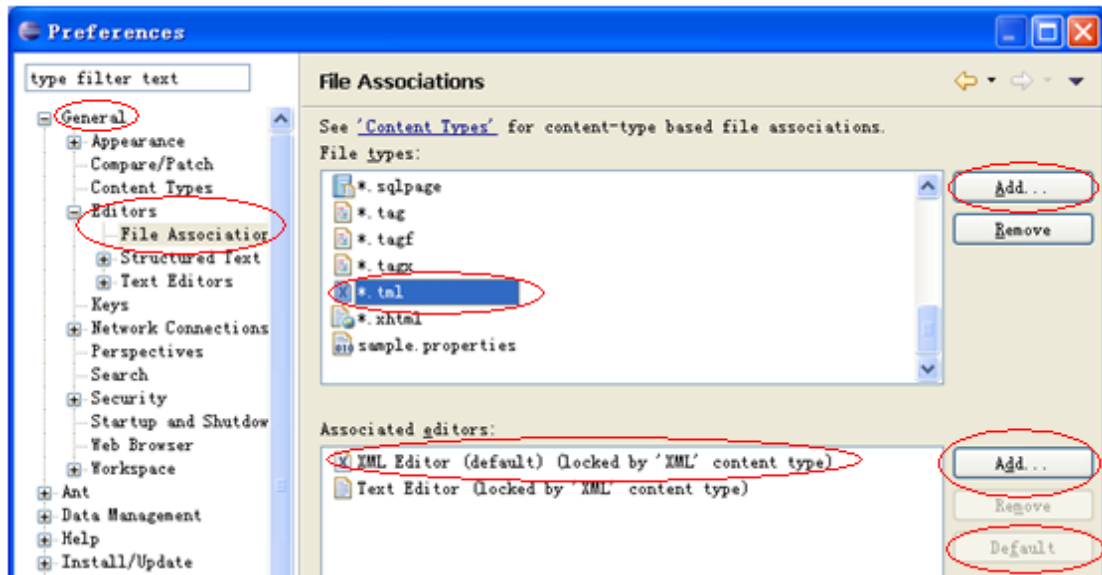 Preferences
type filter text
General
Appearance
Compare/Patch
Content Types
Editors
File Association
Structured Text
Text Editors
Keys
Network Connections
Perspectives
Search
Security
Startup and Shutdow
Web Browser
Workspace
Ant
Data Management
Help
Install/Update
File Associations
See 'Content Types' for content-type based file associations.
File types:
*.sqlpage
*.tag
*.tagf
*.tagx
*.tml
*.xhtml
sample.properties
Add...
Remove
Associated editors:
XML Editor (default) (locked by 'XML' content type)
Text Editor (locked by 'XML' content type)
Add...
Remove
Default